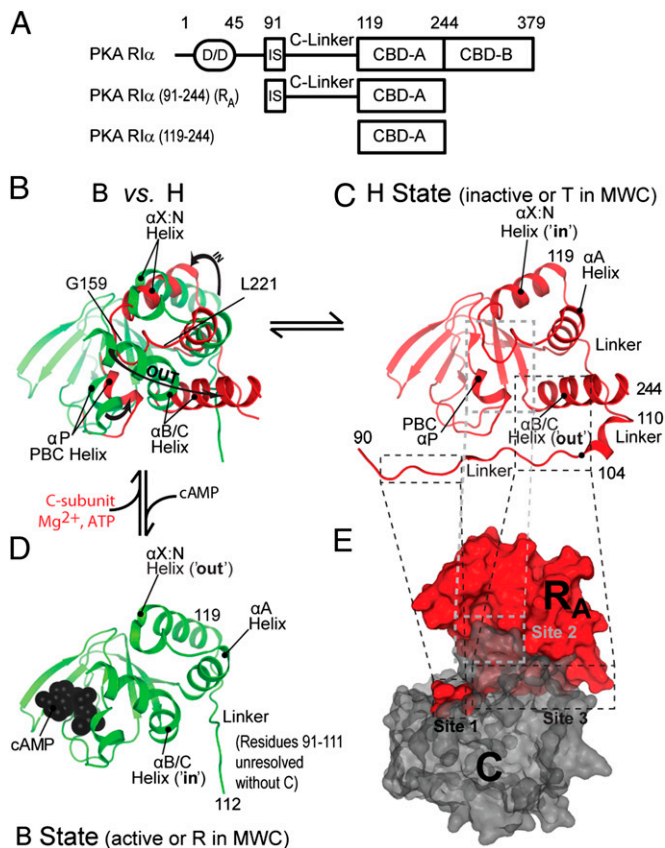 A
1 45 91 119 244 379
C-Linker
PKA RIα D/D IS CBD-A CBD-B
C-Linker
PKA RIα (91-244) (R_A) IS CBD-A
PKA RIα (119-244) CBD-A
B
B vs. H
αX:N
Helix
IN
G159
L221
OUT
αP
PBC Helix
αB/C
Helix
C-subunit
Mg2+, ATP
cAMP
C H State (inactive or T in MWC)
αX:N
Helix ('in')
119
αA
Helix
Linker
244
110
Linker
PBC
αP
αB/C
Helix ('out')
90
Linker
104
D
αX:N
Helix ('out')
119
αA
Helix
cAMP
Linker
(Residues 91-111
unresolved
without C)
αB/C
Helix ('in')
112
B State (active or R in MWC)
E
R_A
Site 2
Site 1
Site 3
C